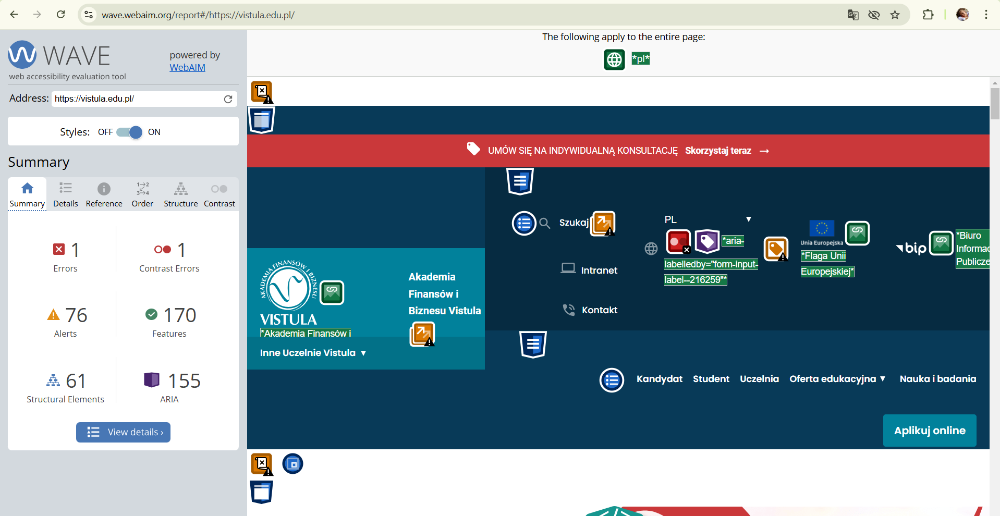 wave.webaim.org/report#/https://vistula.edu.pl/
WAVE
web accessibility evaluation tool
powered by
WebAIM
Address: https://vistula.edu.pl/
Styles: OFF ON
Summary
Summary Details Reference Order Structure Contrast
1
Errors
1
Contrast Errors
76
Alerts
170
Features
61
Structural Elements
155
ARIA
View details ›
The following apply to the entire page:
*pl*
UMÓW SIĘ NA INDYWIDUALNĄ KONSULTACJĘ Skorzystaj teraz →
AKADEMIA FINANSÓW I BIZNESU
VISTULA
*Akademia Finansów i
Akademia
Finansów i
Biznesu Vistula
Inne Uczelnie Vistula ▼
Szukaj
Intranet
Kontakt
PL ▼
*aria-
labelledby="form-input-
label--216259"*
Unia Europejska
*Flaga Unii
Europejskiej*
bip
*Biuro
Informac
Publicze
Kandydat Student Uczelnia Oferta edukacyjna ▼ Nauka i badania
Aplikuj online